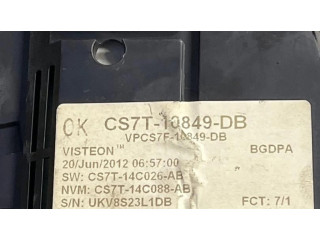 OK CS7T-10849-DB
VPCS7F-10849-DB
VISTEON™ BGDPA
20/Jun/2012 06:57:00
SW: CS7T-14C026-AB
NVM: CS7T-14C088-AB
S/N: UKV8S23L1DB FCT: 7/1